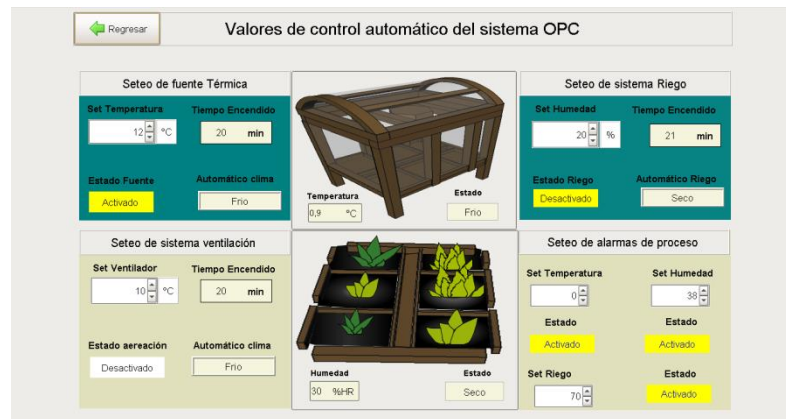 Regresar
Valores de control automático del sistema OPC
Seteo de fuente Térmica
Set Temperatura Tiempo Encendido
12 °C 20 min
Estado Fuente Automático clima
Activado Frio
Temperatura Estado
0,9 °C Frio
Seteo de sistema Riego
Set Humedad Tiempo Encendido
20 % 21 min
Estado Riego Automático Riego
Desactivado Seco
Seteo de sistema ventilación
Set Ventilador Tiempo Encendido
10 °C 20 min
Estado aereación Automático clima
Desactivado Frio
Humedad Estado
30 %HR Seco
Seteo de alarmas de proceso
Set Temperatura Set Humedad
0 38
Estado Estado
Activado Activado
Set Riego Estado
70 Activado